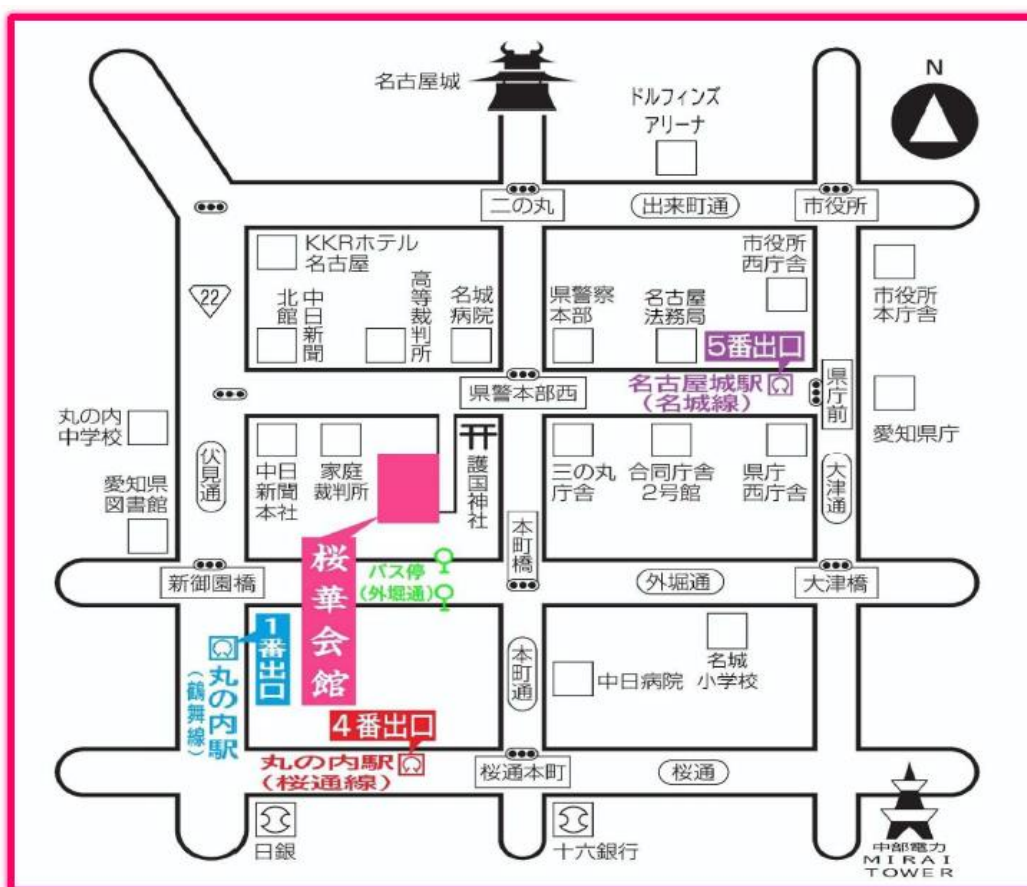 名古屋城
ドルフィンズ
アリーナ
N
二の丸
出来町通
市役所
KKRホテル
名古屋
市役所
西庁舎
22
北館
中日新聞
高等裁判所
名城
病院
県警察
本部
名古屋
法務局
市役所
本庁舎
5番出口
名古屋城駅
(名城線)
県警本部西
県庁前
丸の内
中学校
愛知県庁
伏見通
中日
新聞
本社
家庭
裁判所
護国神社
三の丸
庁舎
合同庁舎
2号館
県庁
西庁舎
大津通
愛知県
図書館
本町橋
新御園橋
桜華会館
バス停
(外堀通)
外堀通
大津橋
1番出口
丸の内駅
(鶴舞線)
本町通
中日病院
名城
小学校
4番出口
丸の内駅
(桜通線)
桜通本町
桜通
日銀
十六銀行
中部電力
MIRAI
TOWER